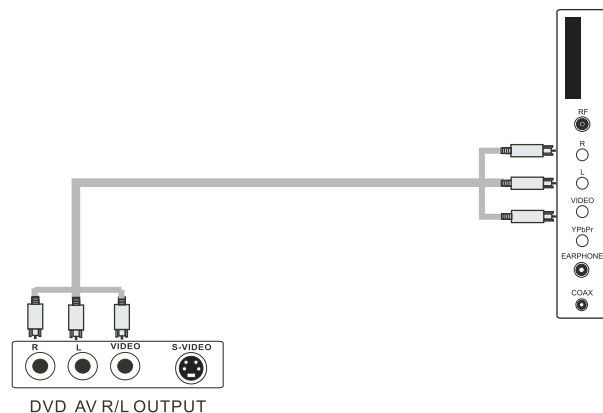 RF
R
L
VIDEO
YPbPr
EARPHONE
COAX
R L VIDEO S-VIDEO
DVD AV R/L OUTPUT